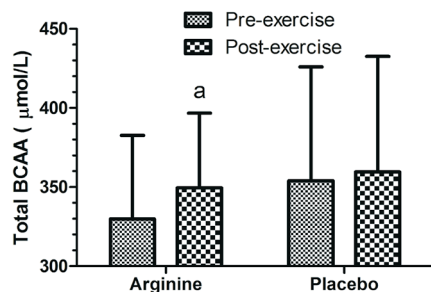 Pre-exercise
Post-exercise
Total BCAA ( μmol/L)
450
400
350
300
a
Arginine
Placebo